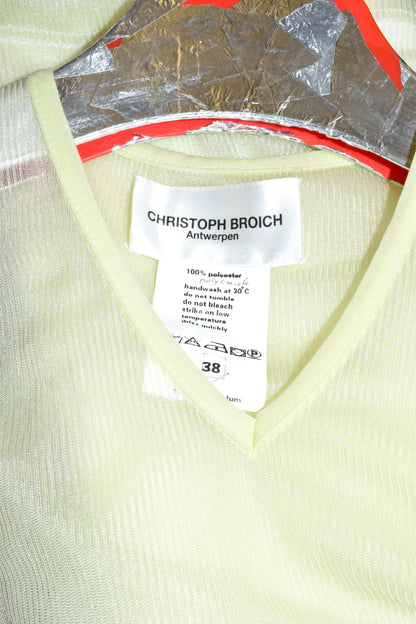 CHRISTOPH BROICH
Antwerpen
100% polyester
polyamide
handwash at 20°C
do not tumble
do not bleach
strike on low
temperature
dries quickly
38